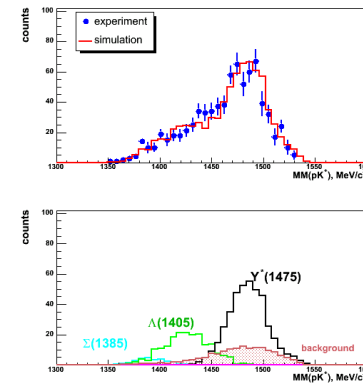 counts
100
80
60
40
20
experiment
simulation
1300 1350 1400 1450 1500 1550
MM(pK⁺), MeV/c
counts
100
80
60
40
20
Y*(1475)
Λ(1405)
Σ(1385)
background
1300 1350 1400 1450 1500 1550
MM(pK⁺), MeV/c